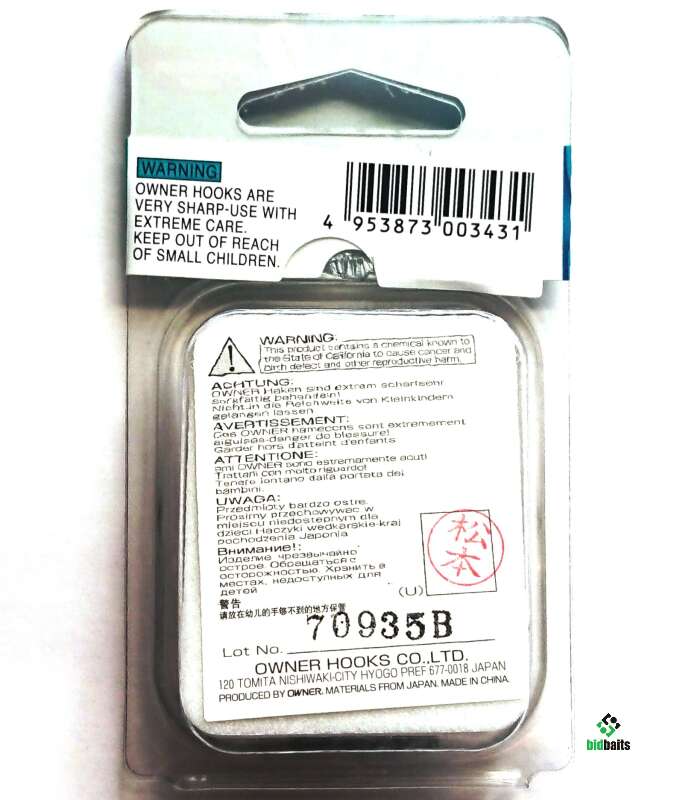 WARNING
OWNER HOOKS ARE
VERY SHARP-USE WITH
EXTREME CARE.
KEEP OUT OF REACH
OF SMALL CHILDREN.
4 953873 003431
WARNING:
This product contains a chemical known to
the State of California to cause cancer and
birth defect and other reproductive harm.
ACHTUNG:
OWNER Haken sind extrem scharf
Sorgfältig behandeln!
Nicht in die Reichweite von Kleinkindern
gelangen lassen
AVERTISSEMENT:
OWNER sont extremement
danger de blessure!
Garder hors d'atteint d'enfants
ATTENTIONE:
ami OWNER sono estremamente acuti
Trattarli con molto riguardo!
Tenere lontano dalla portata dei
bambini.
UWAGA:
Przedmioty bardzo ostre.
Prosimy przechowywac w
miejscu niedostepnym dla
dzieci Haczyki wedkarskie-kraj
pochodzenia Japonia
Внимание!:
Изделие чрезвычайно
острое. Обращаться с
осторожностью. Хранить в
местах, недоступных для
детей
(U)
松本
警告
请放在幼儿的手够不到的地方保管
Lot No. 70935B
OWNER HOOKS CO.,LTD.
120 TOMITA NISHIWAKI-CITY HYOGO PREF 677-0018 JAPAN
PRODUCED BY OWNER. MATERIALS FROM JAPAN. MADE IN CHINA.
bidbaits